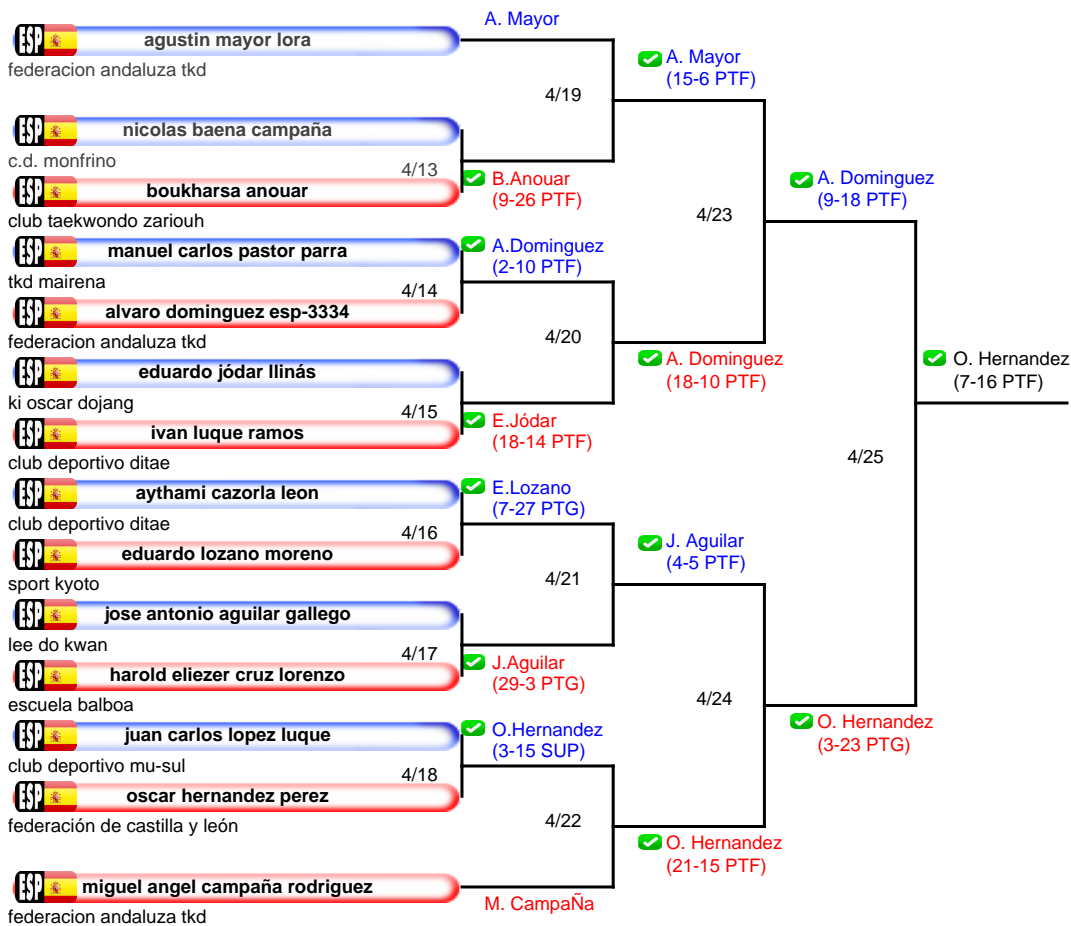 A. Mayor
ESP agustin mayor lora
federacion andaluza tkd
A. Mayor
(15-6 PTF)
4/19
ESP nicolas baena campaña
c.d. monfrino
4/13
B.Anouar
(9-26 PTF)
ESP boukharsa anouar
club taekwondo zariouh
A. Dominguez
(9-18 PTF)
4/23
ESP manuel carlos pastor parra
tkd mairena
A.Dominguez
(2-10 PTF)
4/14
ESP alvaro dominguez esp-3334
federacion andaluza tkd
4/20
A. Dominguez
(18-10 PTF)
ESP eduardo jódar llinás
ki oscar dojang
4/15
E.Jódar
(18-14 PTF)
ESP ivan luque ramos
club deportivo ditae
O. Hernandez
(7-16 PTF)
4/25
ESP aythami cazorla leon
club deportivo ditae
E.Lozano
(7-27 PTG)
4/16
ESP eduardo lozano moreno
sport kyoto
J. Aguilar
(4-5 PTF)
4/21
ESP jose antonio aguilar gallego
lee do kwan
4/17
J.Aguilar
(29-3 PTG)
ESP harold eliezer cruz lorenzo
escuela balboa
4/24
O. Hernandez
(3-23 PTG)
ESP juan carlos lopez luque
club deportivo mu-sul
O.Hernandez
(3-15 SUP)
4/18
ESP oscar hernandez perez
federación de castilla y león
4/22
O. Hernandez
(21-15 PTF)
ESP miguel angel campaña rodriguez
federacion andaluza tkd
M. CampaÑa